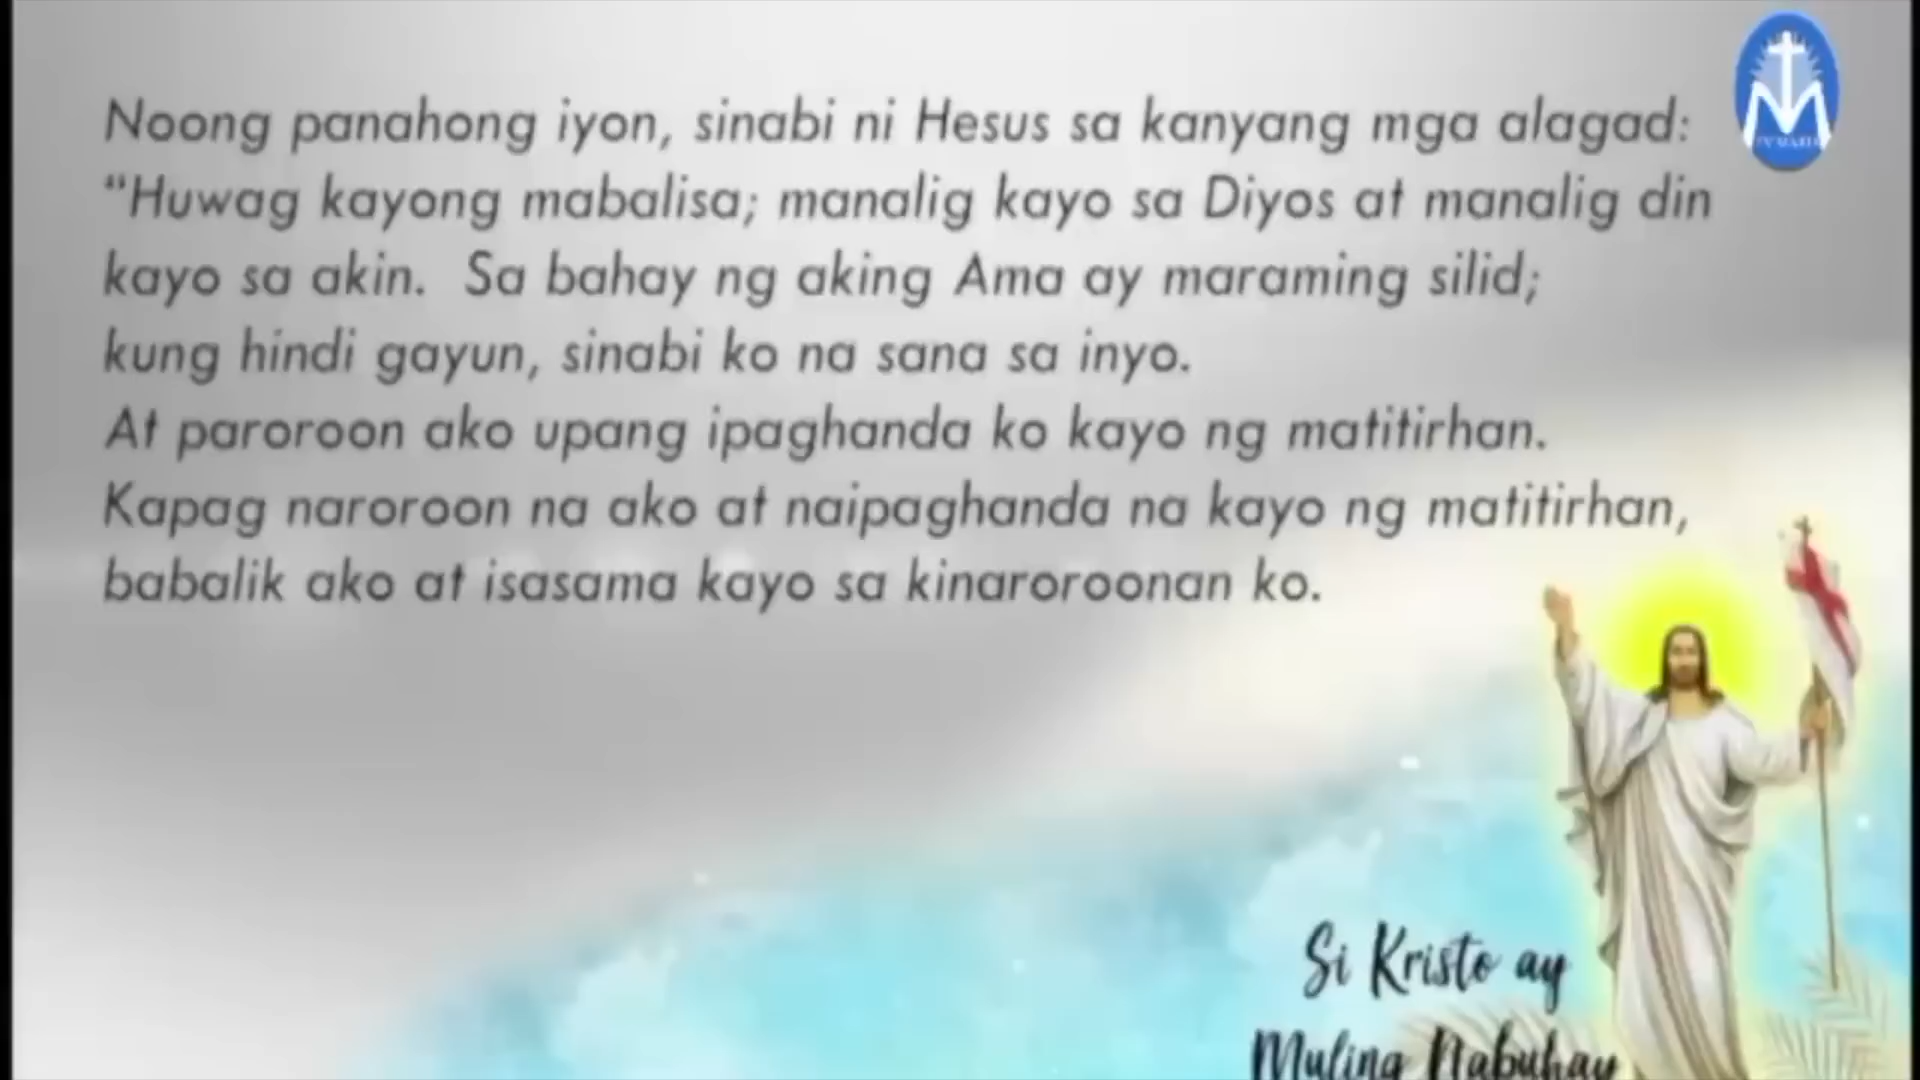 Noong panahong iyon, sinabi ni Hesus sa kanyang mga alagad:
“Huwag kayong mabalisa; manalig kayo sa Diyos at manalig din
kayo sa akin. Sa bahay ng aking Ama ay maraming silid;
kung hindi gayun, sinabi ko na sana sa inyo.
At paroroon ako upang ipaghanda ko kayo ng matitirhan.
Kapag naroroon na ako at naipaghanda na kayo ng matitirhan,
babalik ako at isasama kayo sa kinaroroonan ko.
Si Kristo ay
Muling Nabuhay